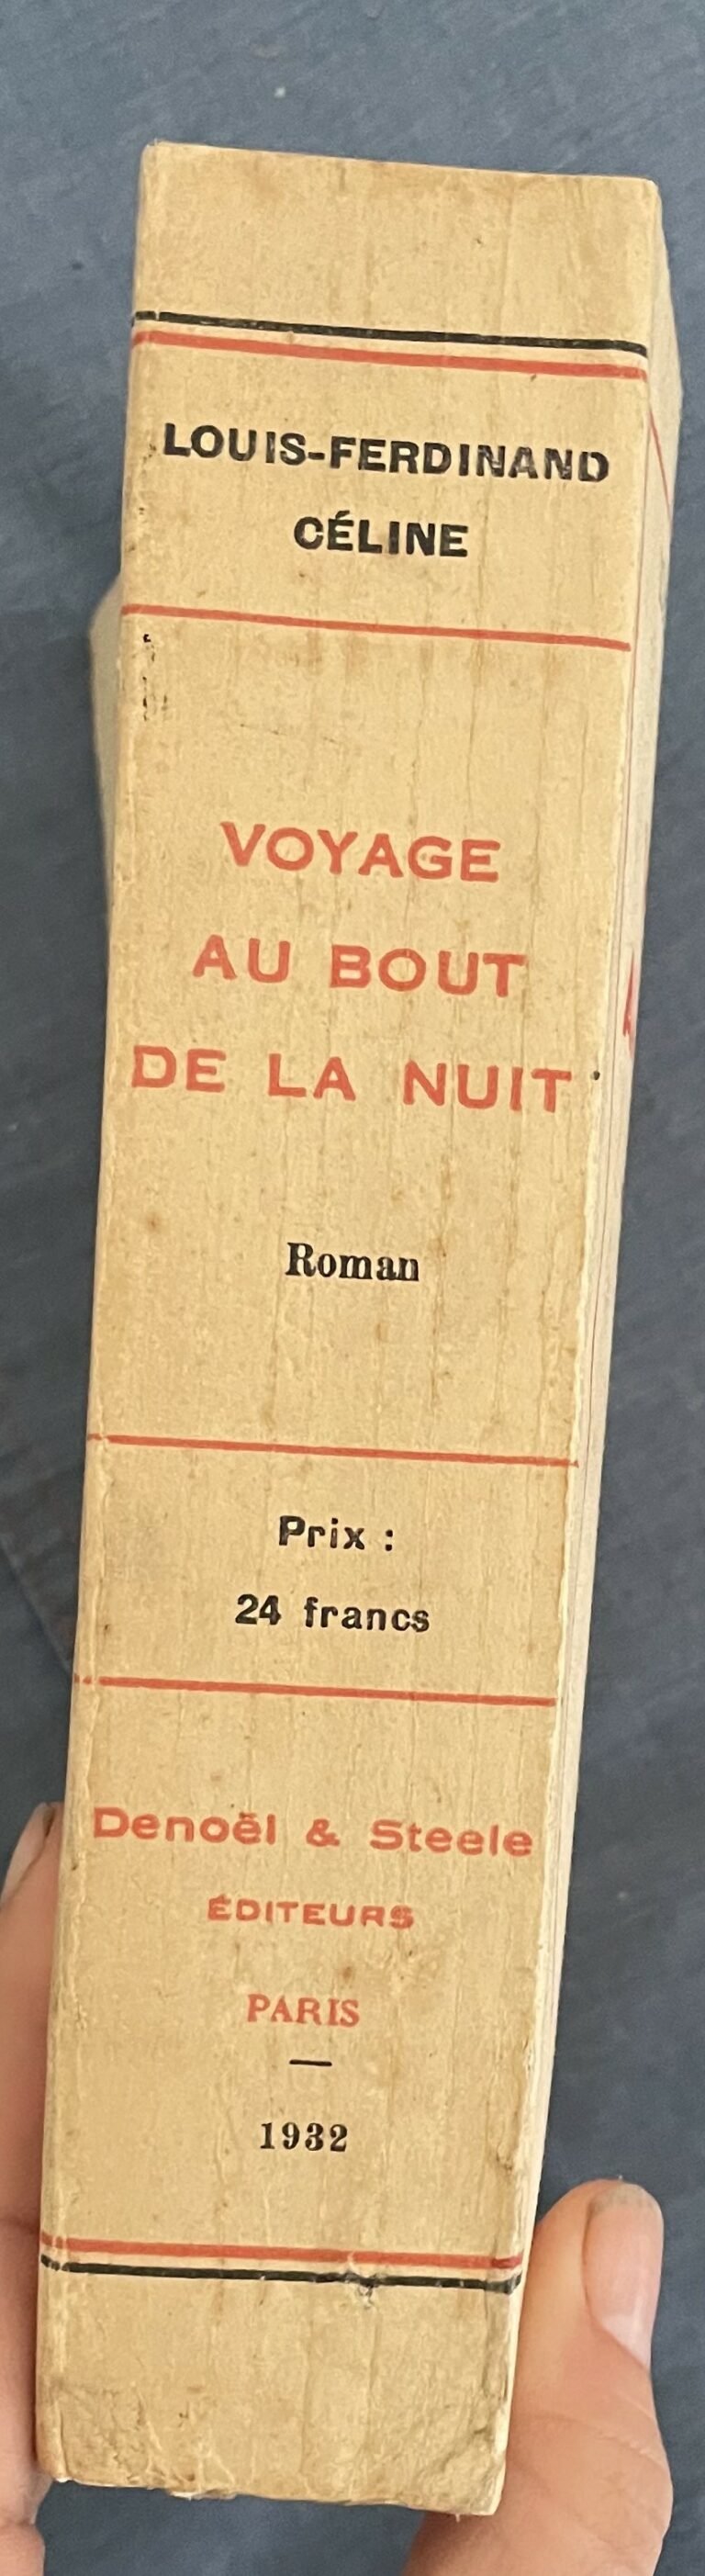 LOUIS-FERDINAND
CÉLINE
VOYAGE
AU BOUT
DE LA NUIT
Roman
Prix :
24 francs
Denoël & Steele
ÉDITEURS
PARIS
—
1932